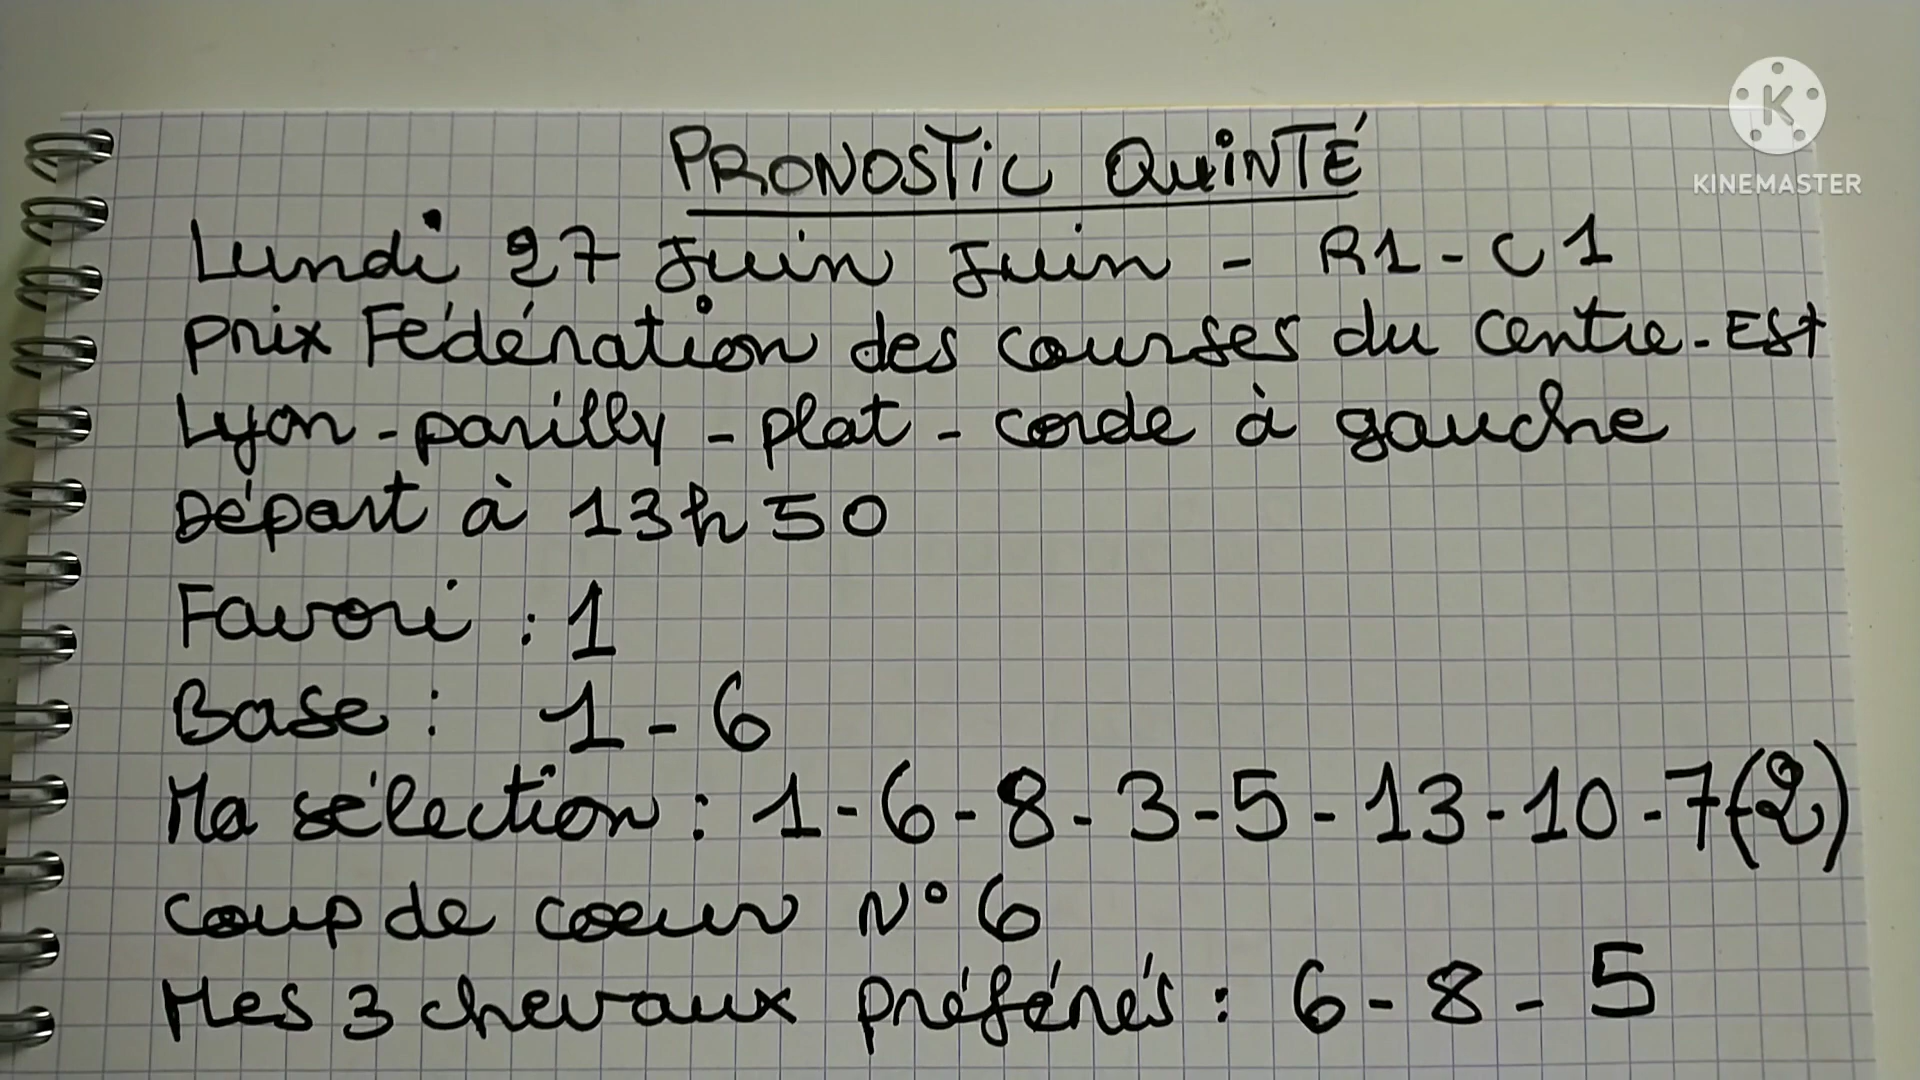 PRONOSTIC QUINTÉ
KINEMASTER
Lundi 27 Juin Juin - R1 - C1
Prix Fédération des courses du Centre-Est
Lyon - parilly - plat - corde à gauche
Départ à 13h50
Favori : 1
Base : 1 - 6
Ma sélection : 1 - 6 - 8 - 3 - 5 - 13 - 10 - 7 (2)
coup de coeur N° 6
Mes 3 chevaux préférés : 6 - 8 - 5